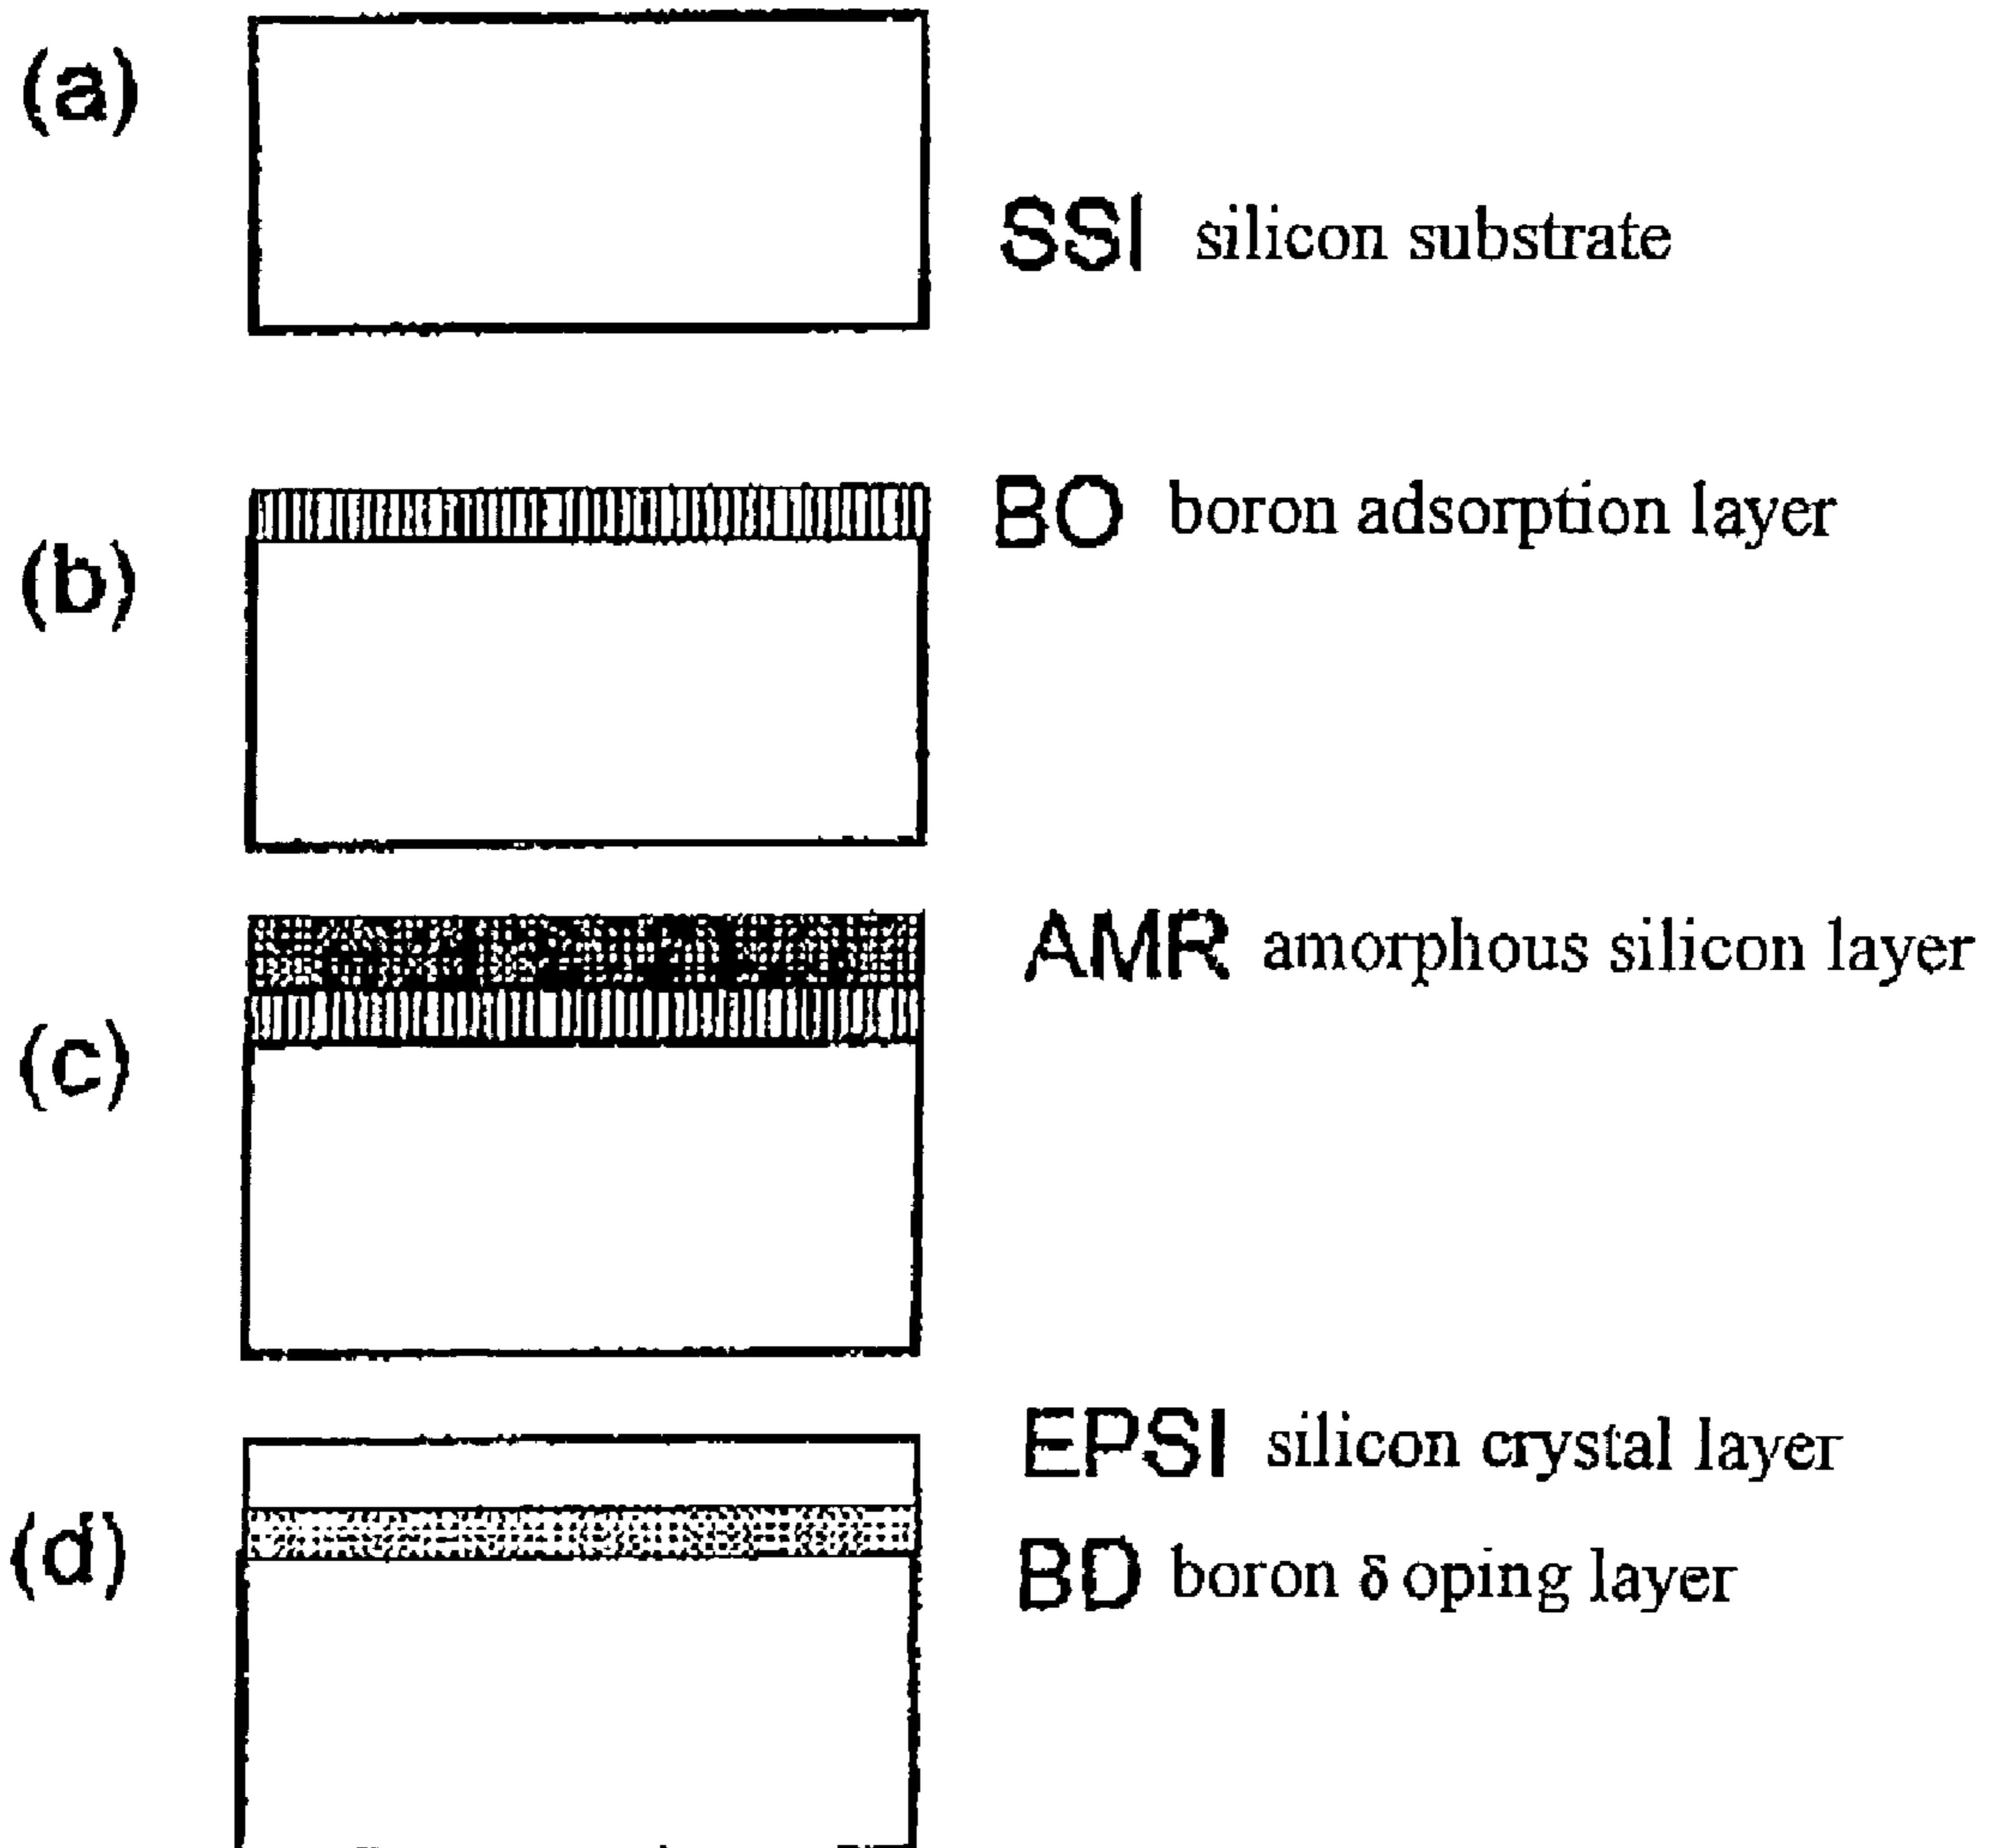 (a)
SSI silicon substrate
BO boron adsorption layer
(b)
AMR amorphous silicon layer
(c)
EPSI silicon crystal layer
(d)
BD boron δ oping layer